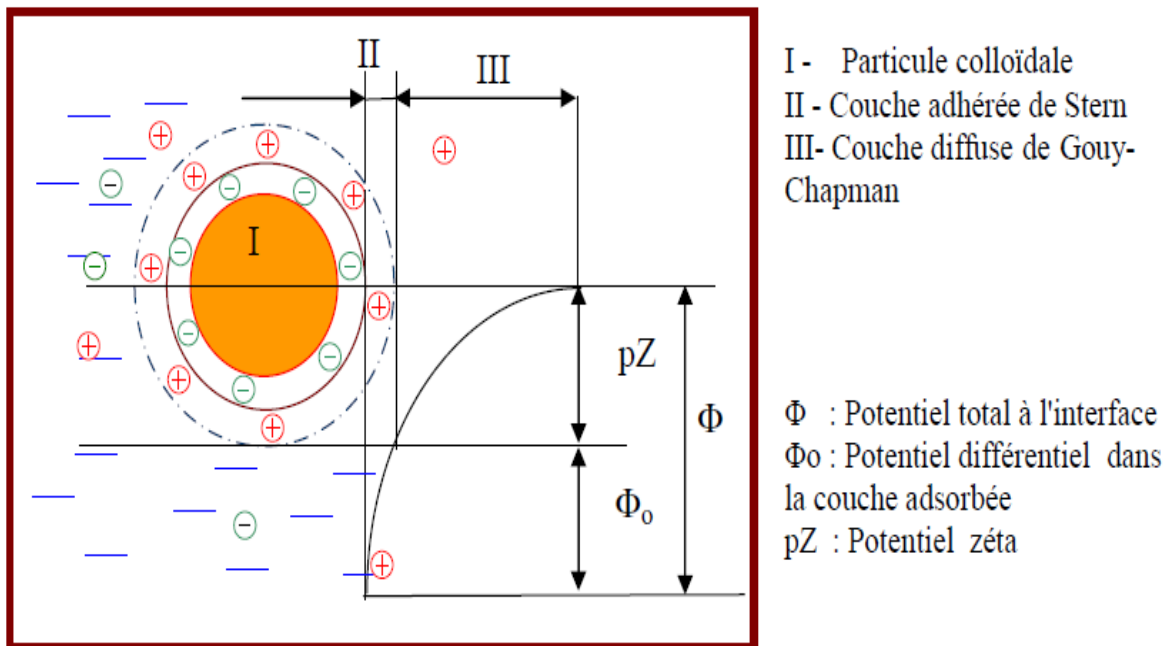 II
III
I
pZ
Φ
Φo
I - Particule colloïdale
II - Couche adhérée de Stern
III- Couche diffuse de Gouy-
Chapman
Φ : Potentiel total à l'interface
Φo : Potentiel différentiel dans
la couche adsorbée
pZ : Potentiel zéta